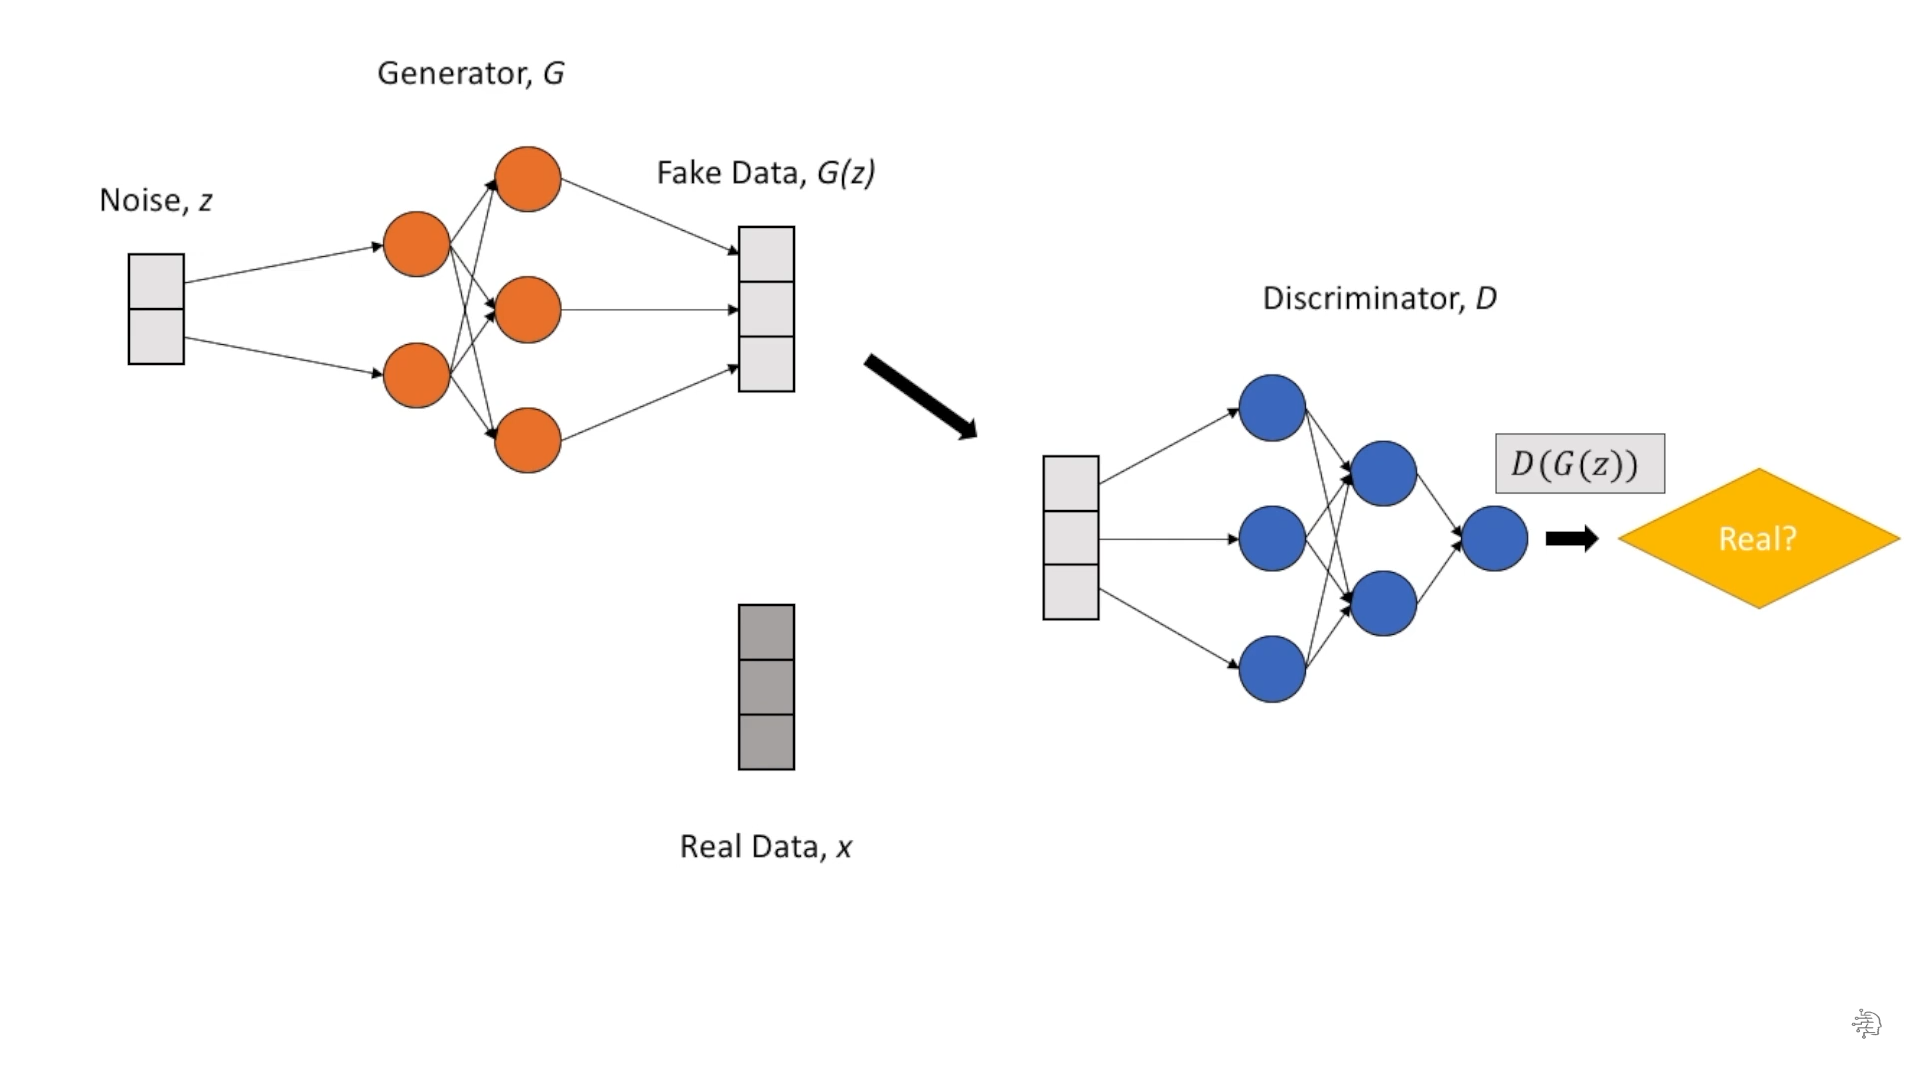 Generator, G
Fake Data, G(z)
Noise, z
Discriminator, D
D(G(z))
Real?
Real Data, x